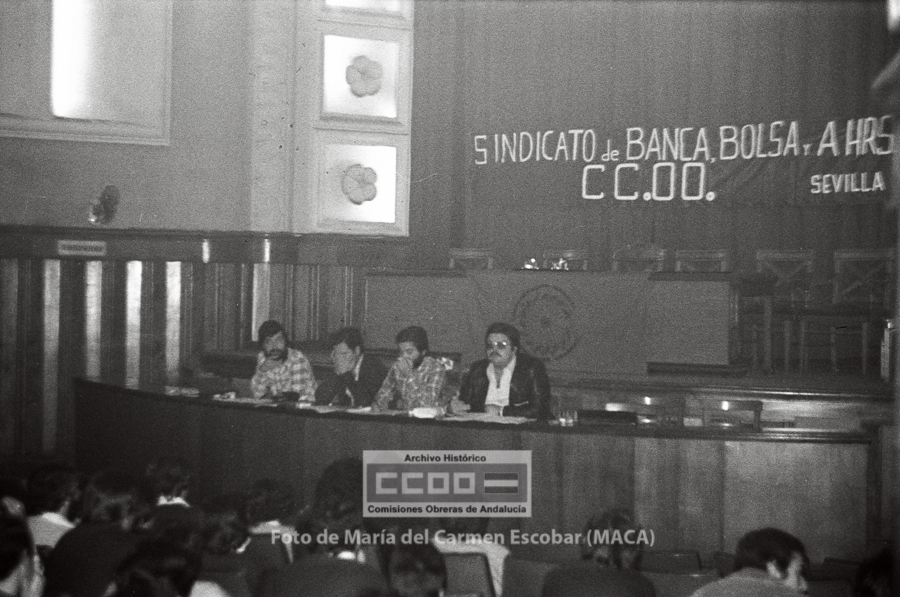 SINDICATO de BANCA, BOLSA Y AHRS
CC.OO.
SEVILLA
Archivo Histórico
CCOO
Comisiones Obreras de Andalucía
Foto de María del Carmen Escobar (MACA)